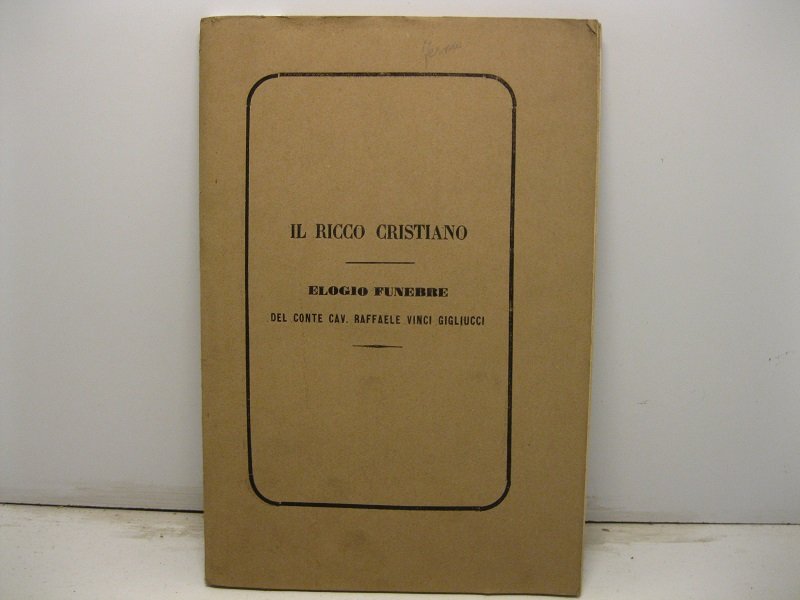 IL RICCO CRISTIANO
ELOGIO FUNEBRE
DEL CONTE CAV. RAFFAELE VINCI GIGLIUCCI